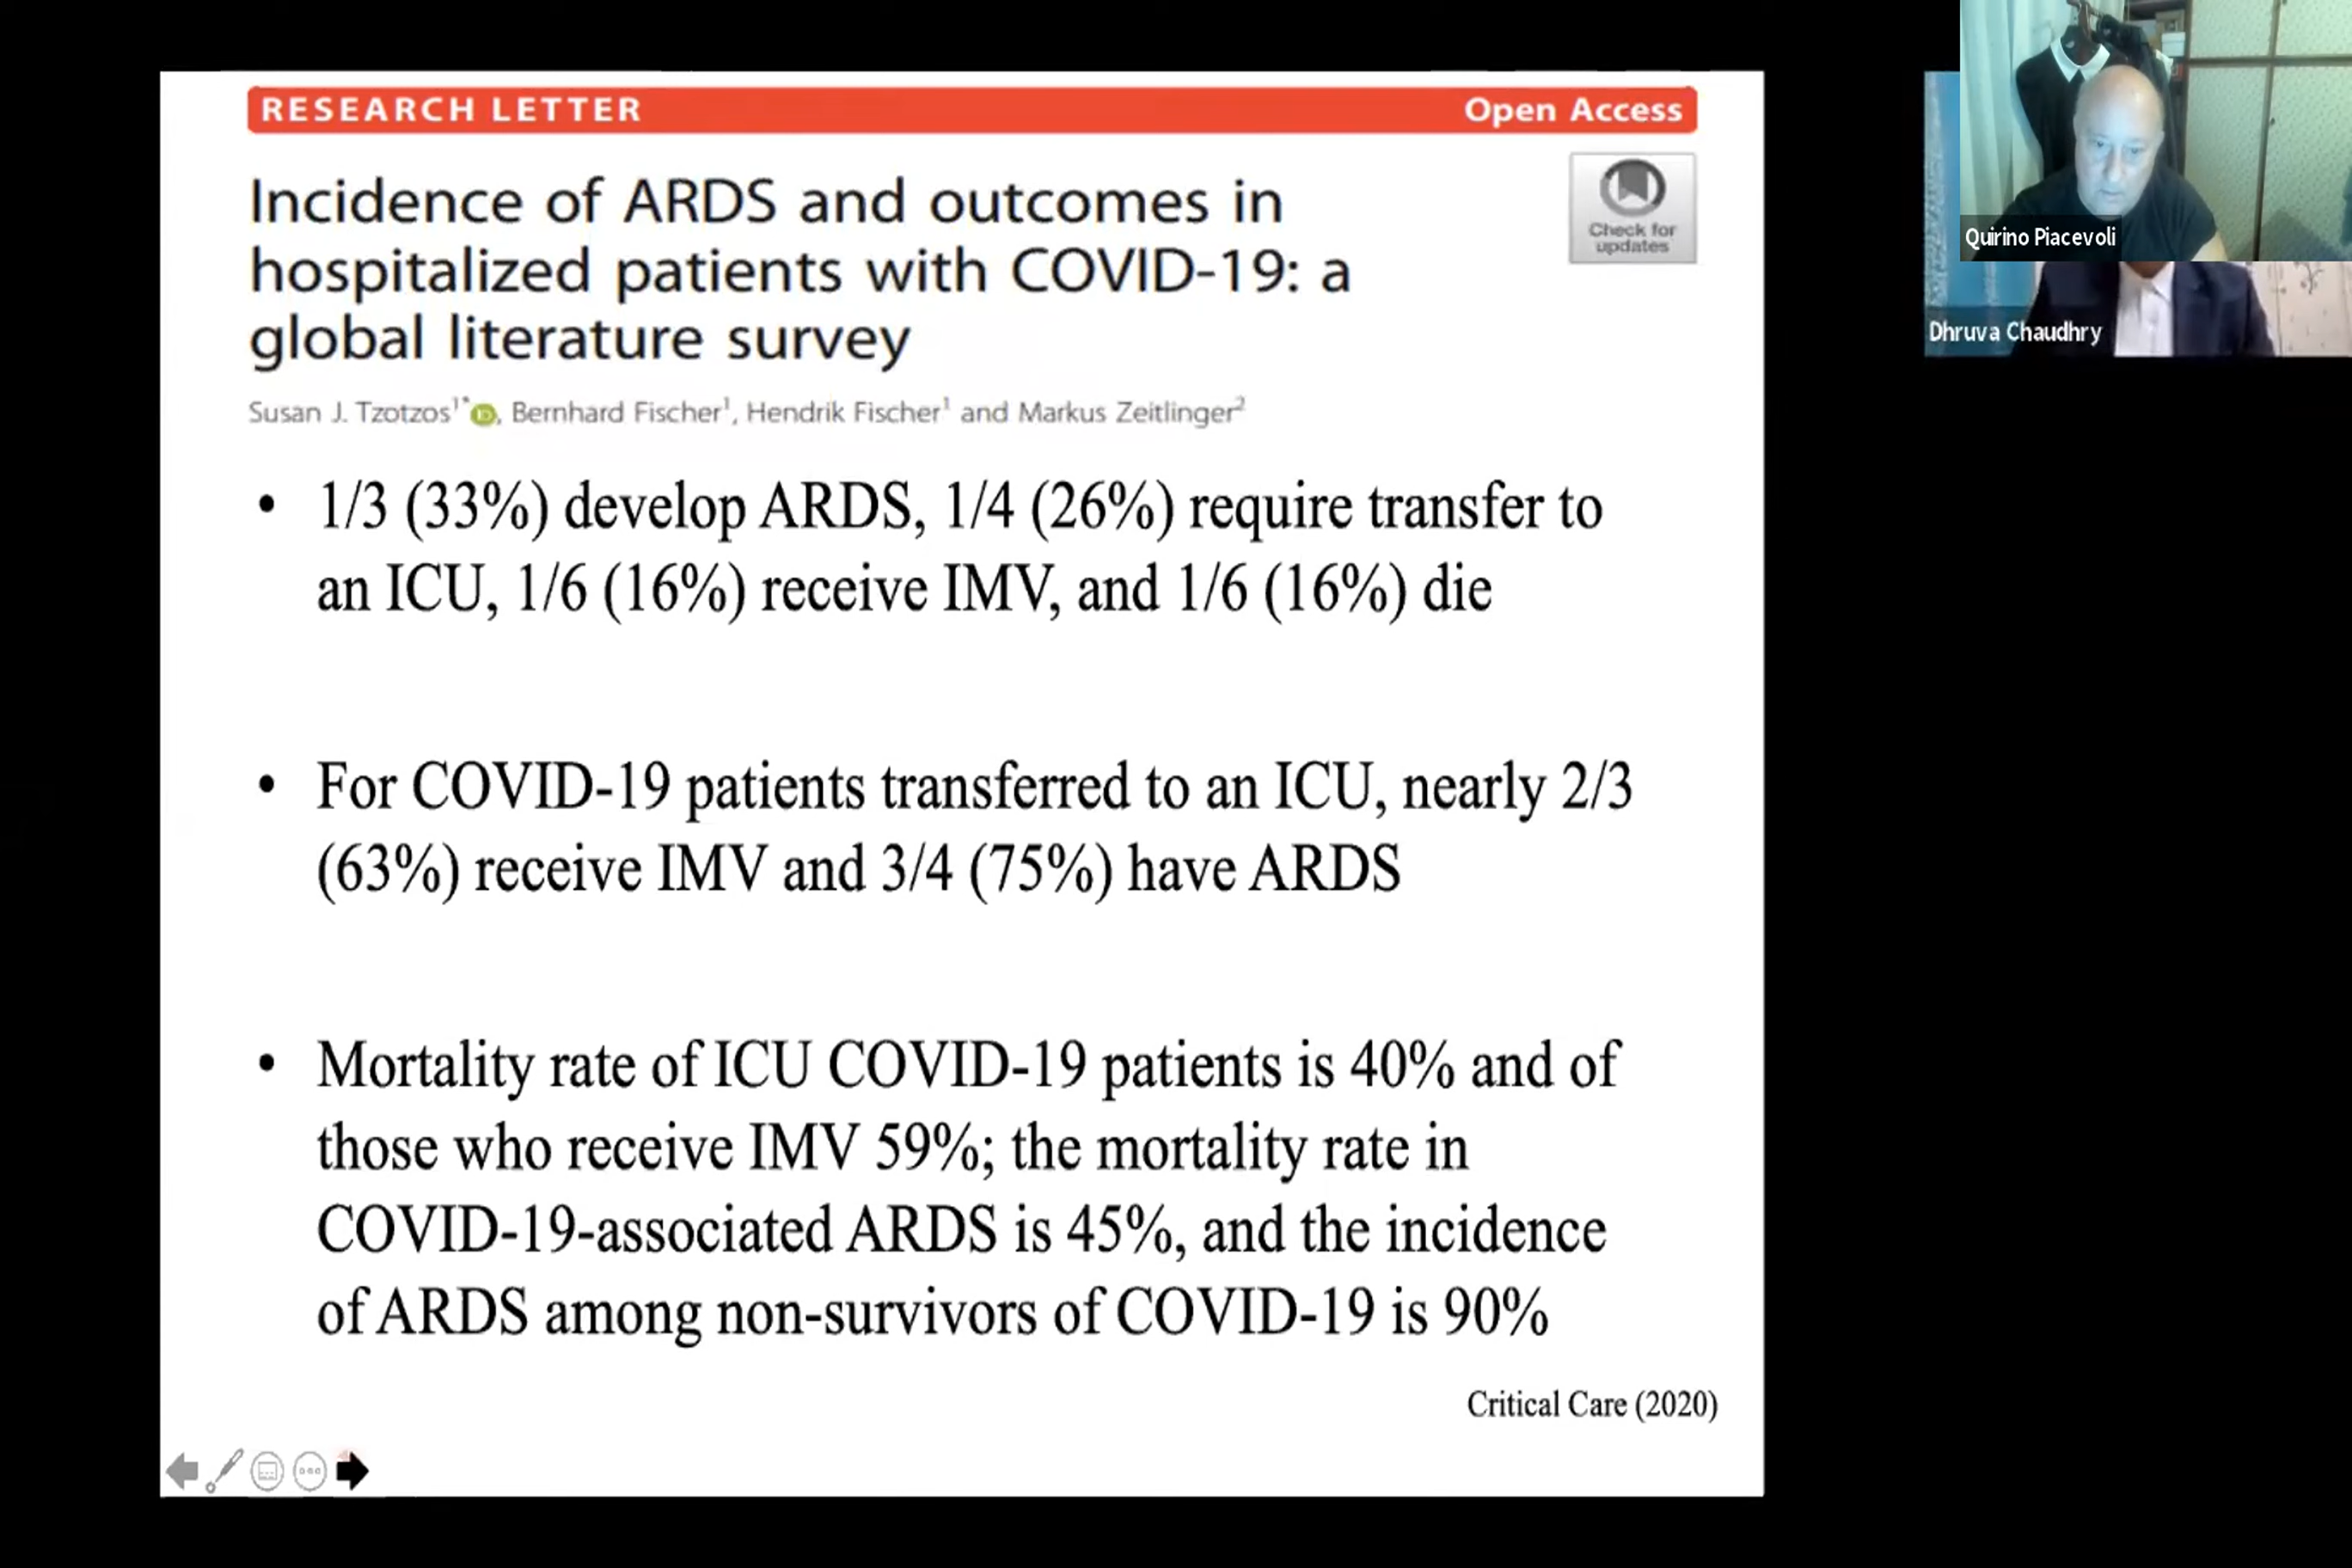 RESEARCH LETTER Open Access
Incidence of ARDS and outcomes in
hospitalized patients with COVID-19: a
global literature survey
Check for
updates
Susan J. Tzotzos1* iD, Bernhard Fischer1, Hendrik Fischer1 and Markus Zeitlinger2
• 1/3 (33%) develop ARDS, 1/4 (26%) require transfer to
an ICU, 1/6 (16%) receive IMV, and 1/6 (16%) die
• For COVID-19 patients transferred to an ICU, nearly 2/3
(63%) receive IMV and 3/4 (75%) have ARDS
• Mortality rate of ICU COVID-19 patients is 40% and of
those who receive IMV 59%; the mortality rate in
COVID-19-associated ARDS is 45%, and the incidence
of ARDS among non-survivors of COVID-19 is 90%
Critical Care (2020)
Quirino Piacevoli
Dhruva Chaudhry